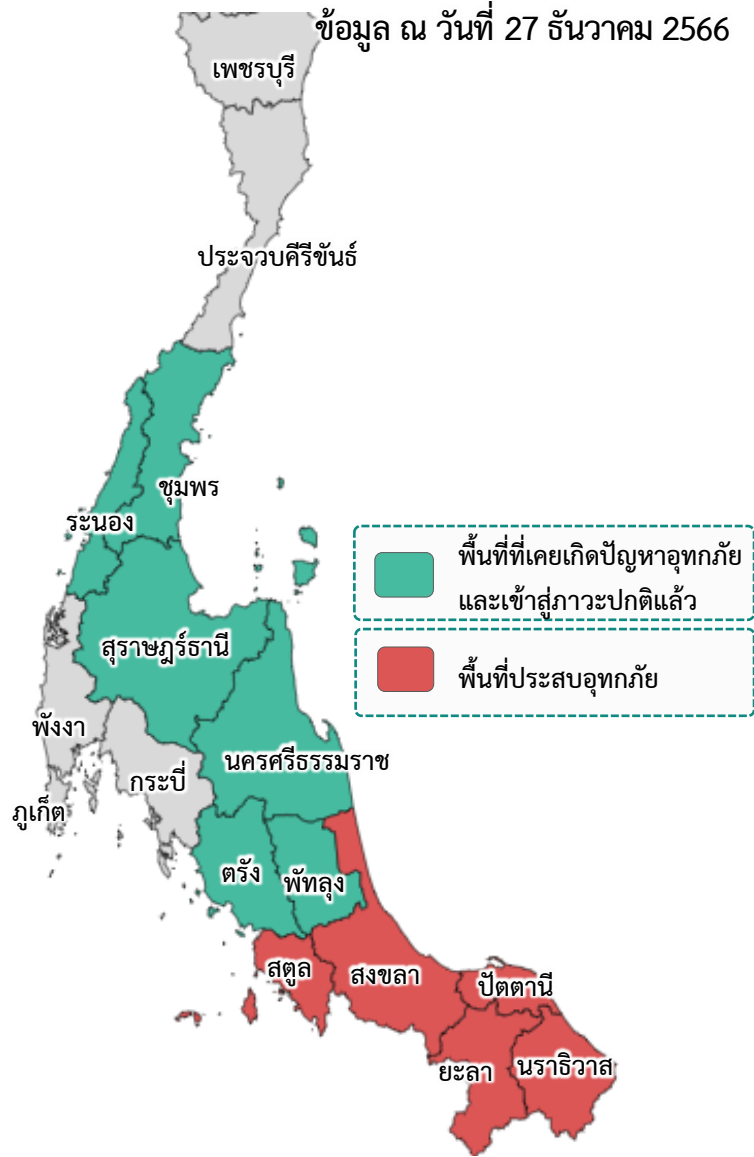 ข้อมูล ณ วันที่ 27 ธันวาคม 2566
เพชรบุรี
ประจวบคีรีขันธ์
ชุมพร
ระนอง
พื้นที่ที่เคยเกิดปัญหาอุทกภัย
และเข้าสู่ภาวะปกติแล้ว
สุราษฎร์ธานี
พื้นที่ประสบอุทกภัย
พังงา
นครศรีธรรมราช
กระบี่
ภูเก็ต
ตรัง
พัทลุง
สตูล
สงขลา
ปัตตานี
ยะลา
นราธิวาส